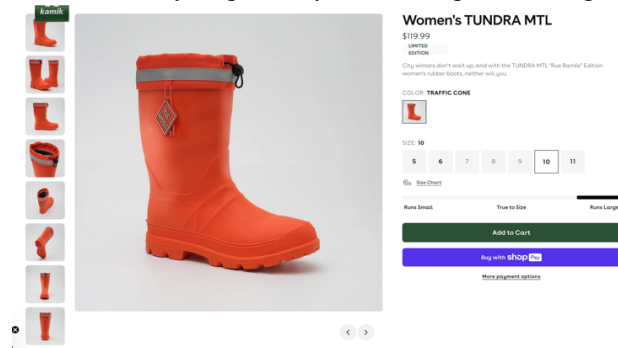 kamik.
Women's TUNDRA MTL
$119.99
LIMITED
EDITION
City winters don't wait up, and with the TUNDRA MTL "Rue Barrée" Edition
women's rubber boots, neither will you.
COLOR: TRAFFIC CONE
SIZE: 10
5 6 7 8 9 10 11
Size Chart
Runs Small True to Size Runs Large
Add to Cart
Buy with shop Pay
More payment options